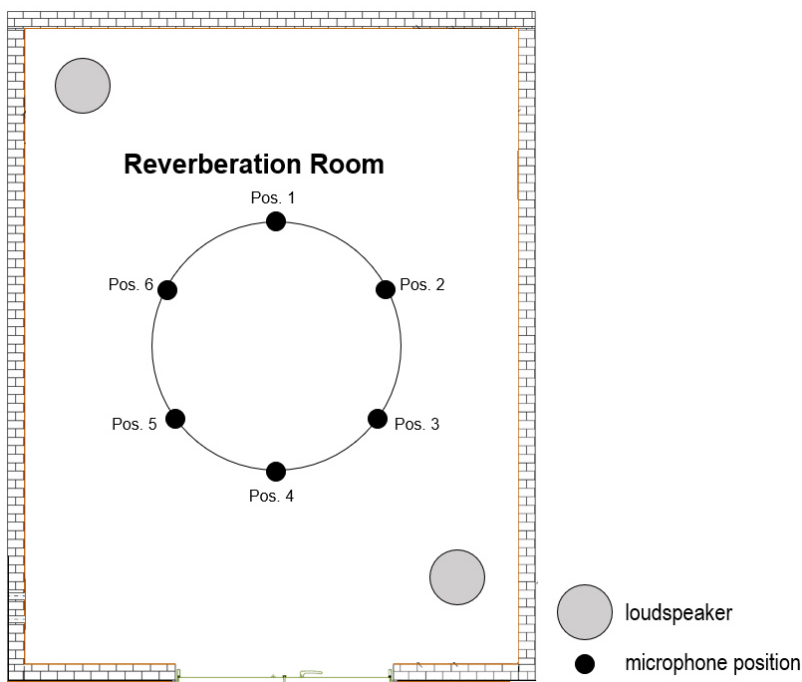 Reverberation Room
Pos. 1
Pos. 6
Pos. 2
Pos. 5
Pos. 3
Pos. 4
loudspeaker
microphone position